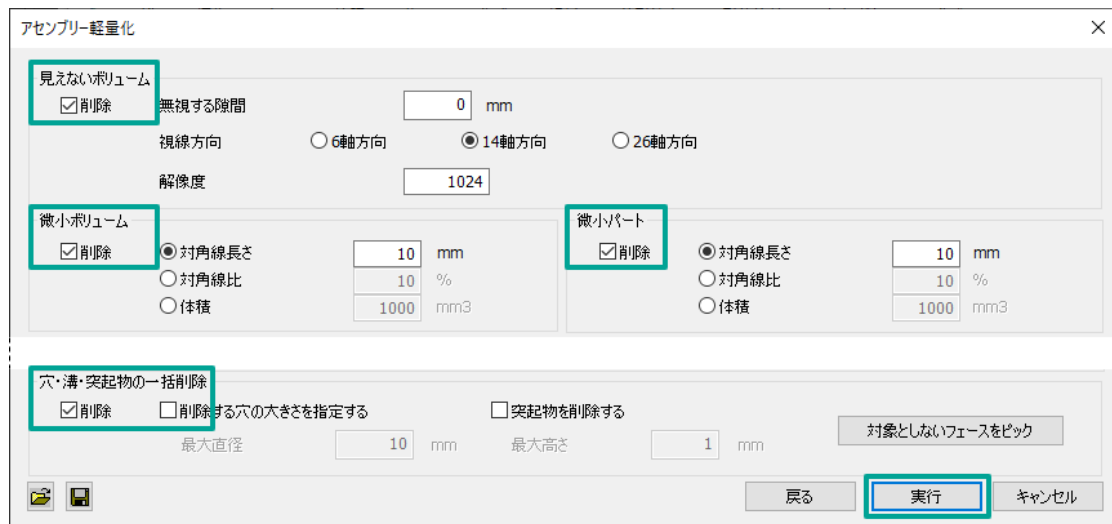 アセンブリー軽量化
見えないボリューム
削除 無視する隙間 0 mm
視線方向 6軸方向 14軸方向 26軸方向
解像度 1024
微小ボリューム 微小パート
削除 対角線長さ 10 mm 削除 対角線長さ 10 mm
対角線比 10 % 対角線比 10 %
体積 1000 mm3 体積 1000 mm3
穴・溝・突起物の一括削除
削除 削除する穴の大きさを指定する 突起物を削除する
最大直径 10 mm 最大高さ 1 mm 対象としないフェースをピック
戻る 実行 キャンセル